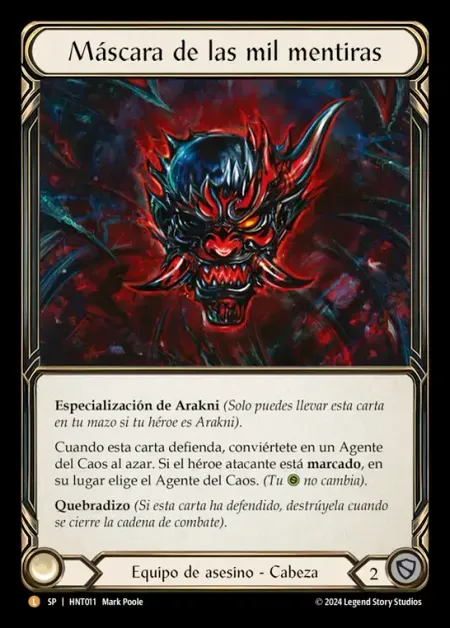 Máscara de las mil mentiras
Especialización de Arakni (Solo puedes llevar esta carta
en tu mazo si tu héroe es Arakni).
Cuando esta carta defienda, conviértete en un Agente
del Caos al azar. Si el héroe atacante está marcado, en
su lugar elige el Agente del Caos. (Tu no cambia).
Quebradizo (Si esta carta ha defendido, destrúyela cuando
se cierre la cadena de combate).
Equipo de asesino - Cabeza
2
L SP | HNT011 Mark Poole
© 2024 Legend Story Studios